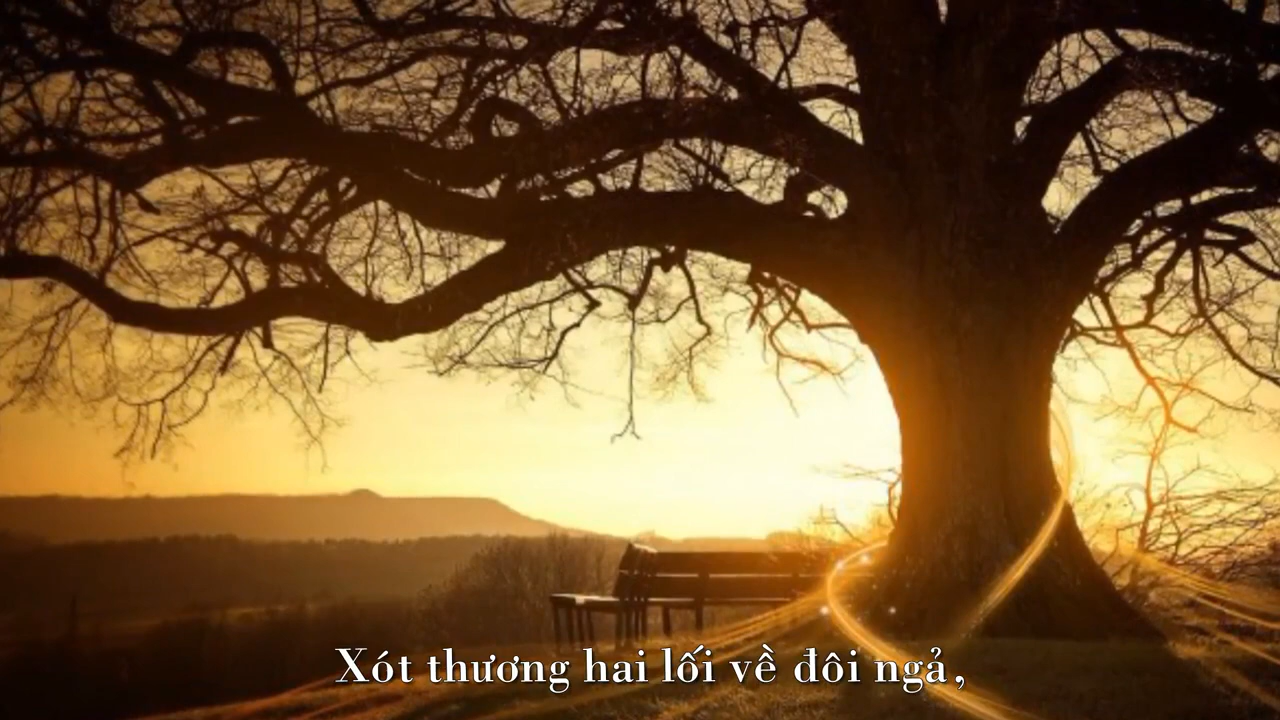 Xót thương hai lối về đôi ngả,